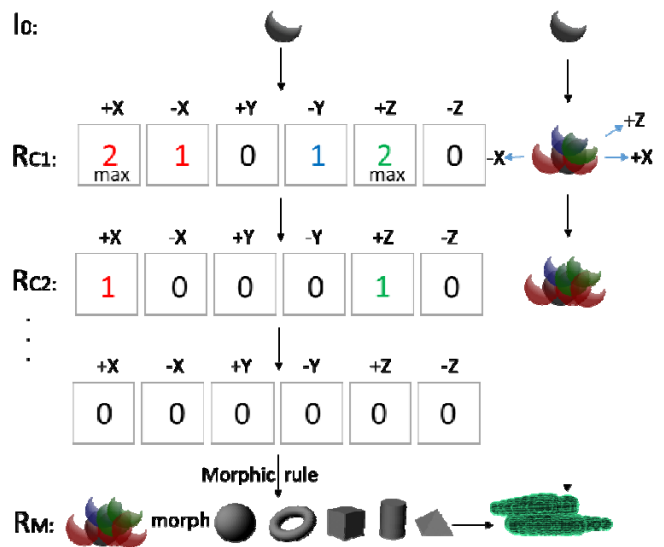 I0:
+X -X +Y -Y +Z -Z
RC1: 2 max 1 0 1 2 max 0
-X +Z +X
+X -X +Y -Y +Z -Z
RC2: 1 0 0 0 1 0
+X -X +Y -Y +Z -Z
0 0 0 0 0 0
Morphic rule
RM: morph